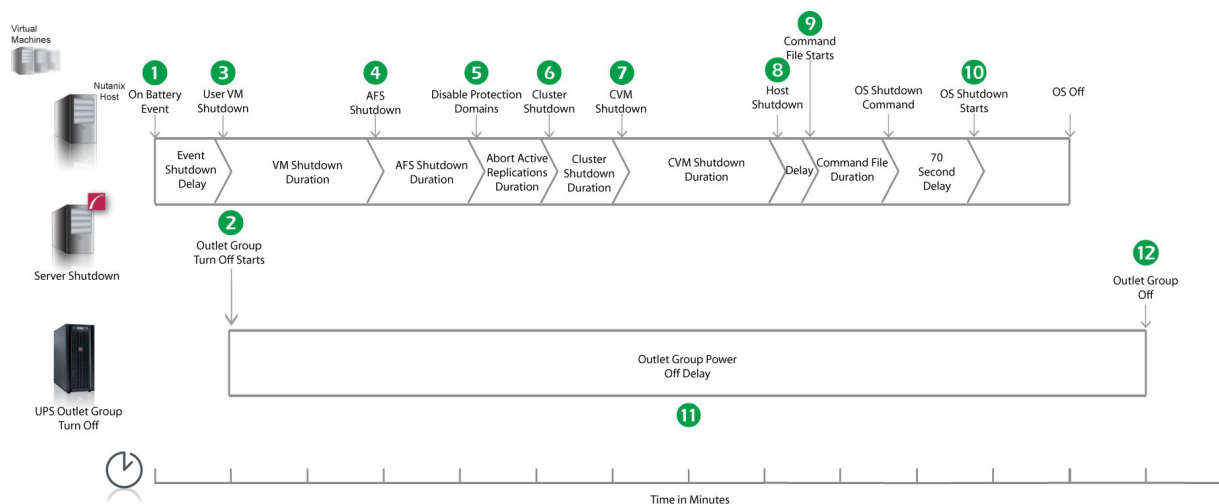 Virtual
Machines
Nutanix
Host
1
On Battery
Event
3
User VM
Shutdown
4
AFS
Shutdown
5
Disable Protection
Domains
6
Cluster
Shutdown
7
CVM
Shutdown
8
Host
Shutdown
9
Command
File Starts
OS Shutdown
Command
10
OS Shutdown
Starts
OS Off
Event
Shutdown
Delay
VM Shutdown
Duration
AFS Shutdown
Duration
Abort Active
Replications
Duration
Cluster
Shutdown
Duration
CVM Shutdown
Duration
Delay
Command File
Duration
70
Second
Delay
Server Shutdown
2
Outlet Group
Turn Off Starts
12
Outlet Group
Off
Outlet Group Power
Off Delay
11
UPS Outlet Group
Turn Off
Time in Minutes